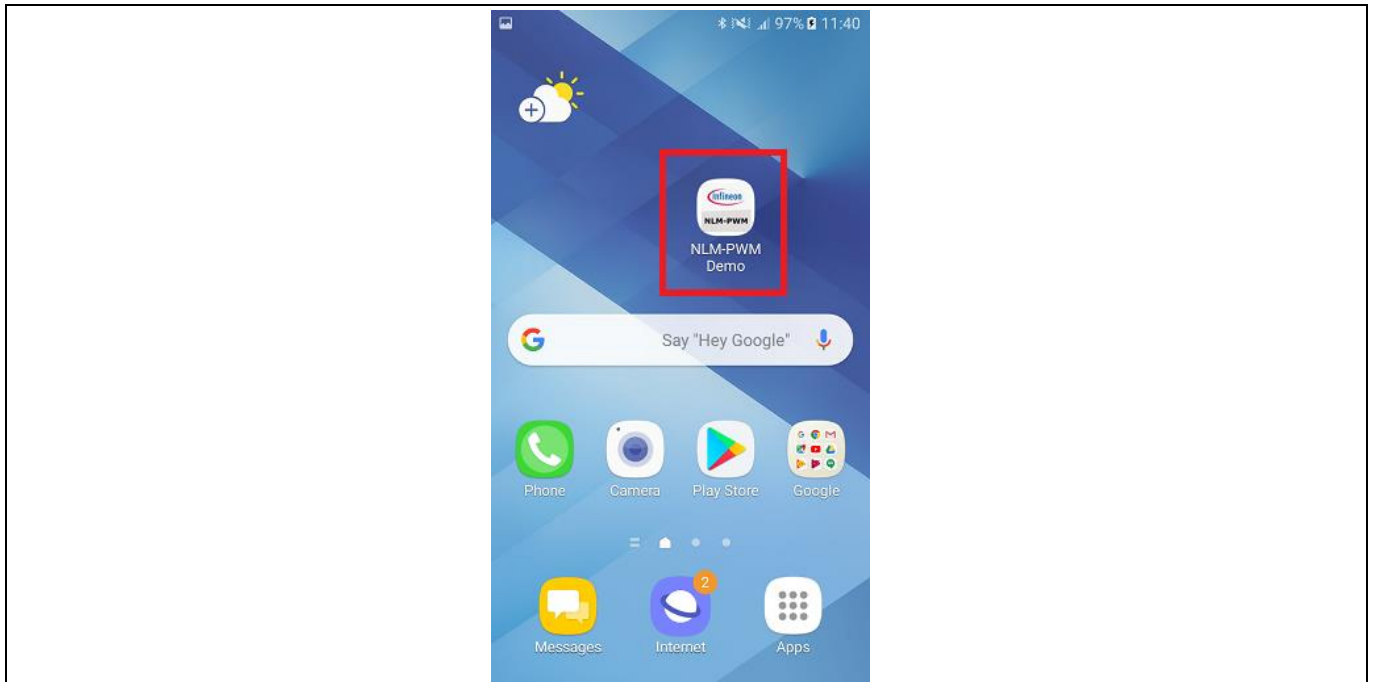 97% 11:40
infineon
NLM-PWM
NLM-PWM
Demo
Say "Hey Google"
Phone Camera Play Store Google
2
Messages Internet Apps